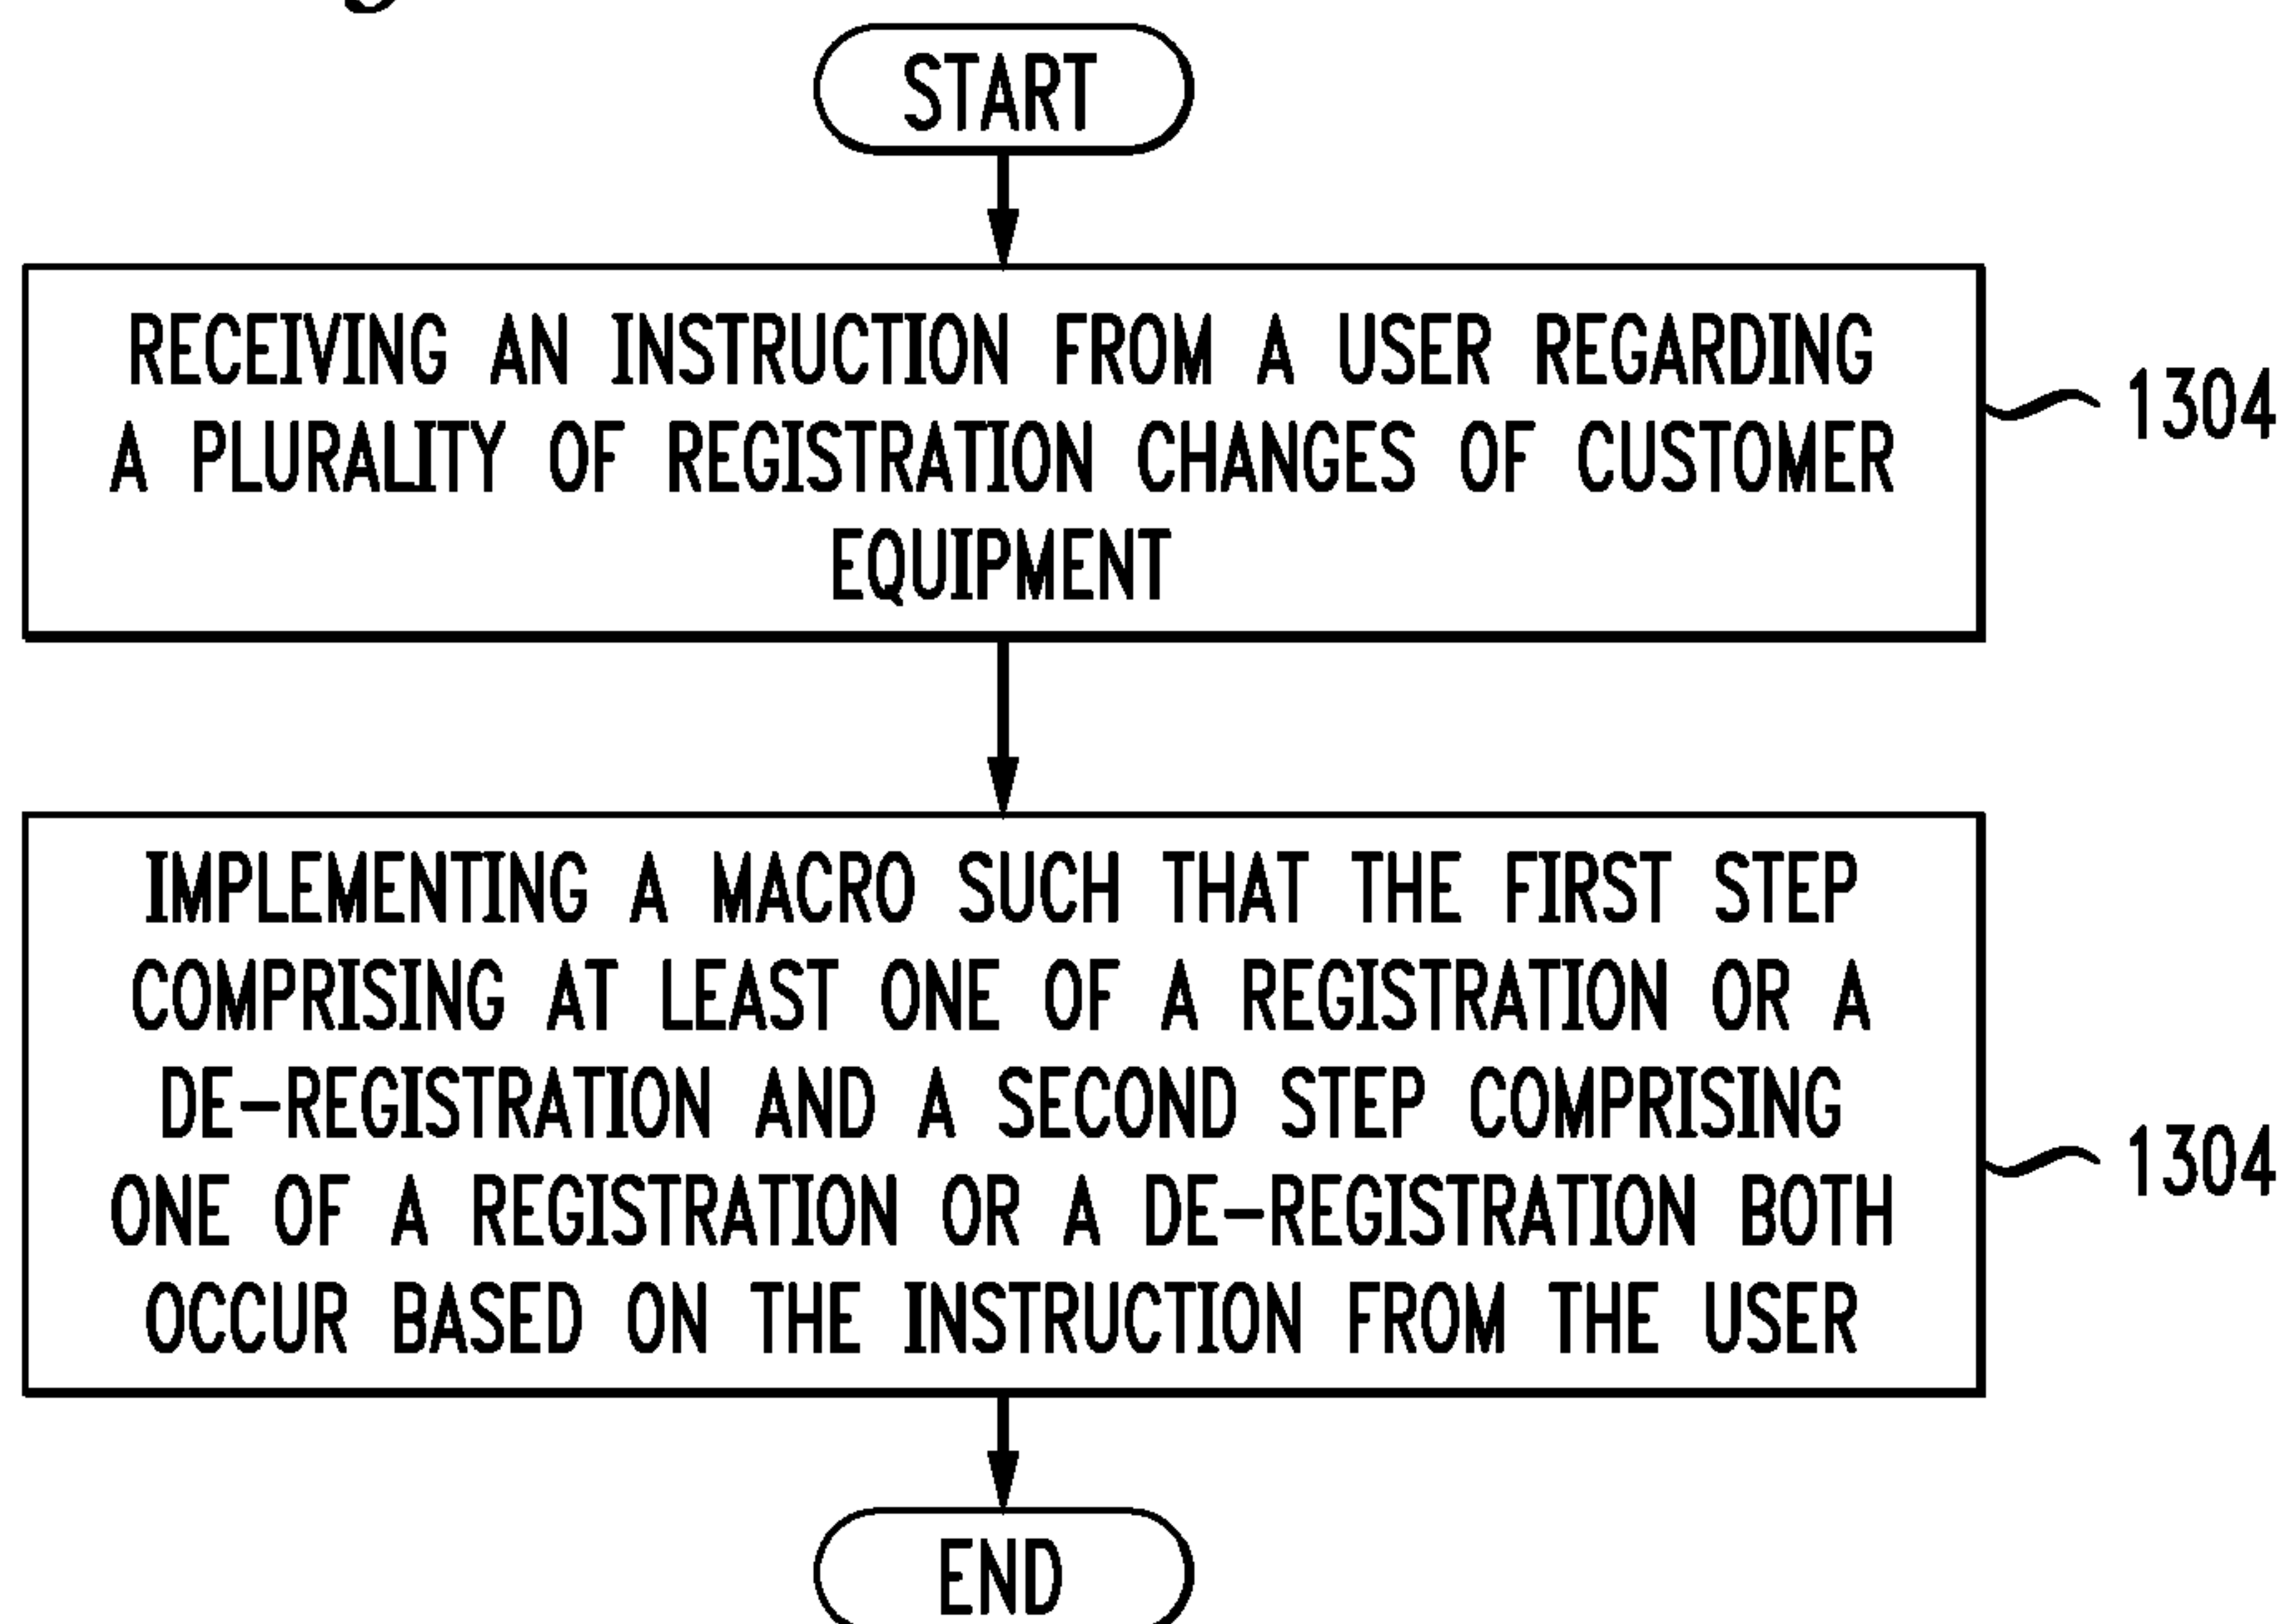 START
RECEIVING AN INSTRUCTION FROM A USER REGARDING
A PLURALITY OF REGISTRATION CHANGES OF CUSTOMER
EQUIPMENT
1304
IMPLEMENTING A MACRO SUCH THAT THE FIRST STEP
COMPRISING AT LEAST ONE OF A REGISTRATION OR A
DE-REGISTRATION AND A SECOND STEP COMPRISING
ONE OF A REGISTRATION OR A DE-REGISTRATION BOTH
OCCUR BASED ON THE INSTRUCTION FROM THE USER
1304
END